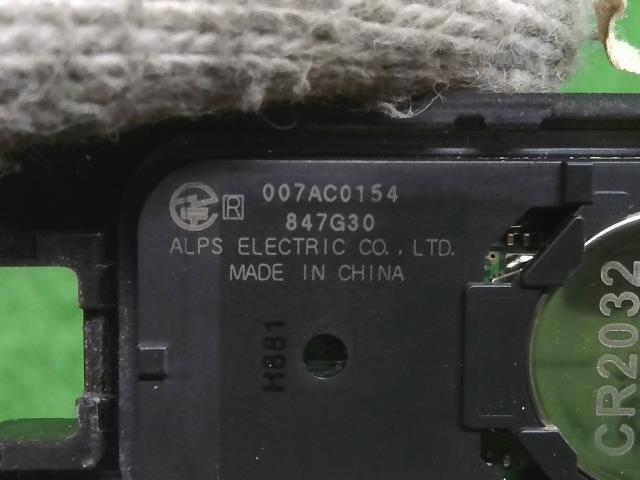 R 007AC0154
847G30
ALPS ELECTRIC CO., LTD.
MADE IN CHINA
H881
CR2032